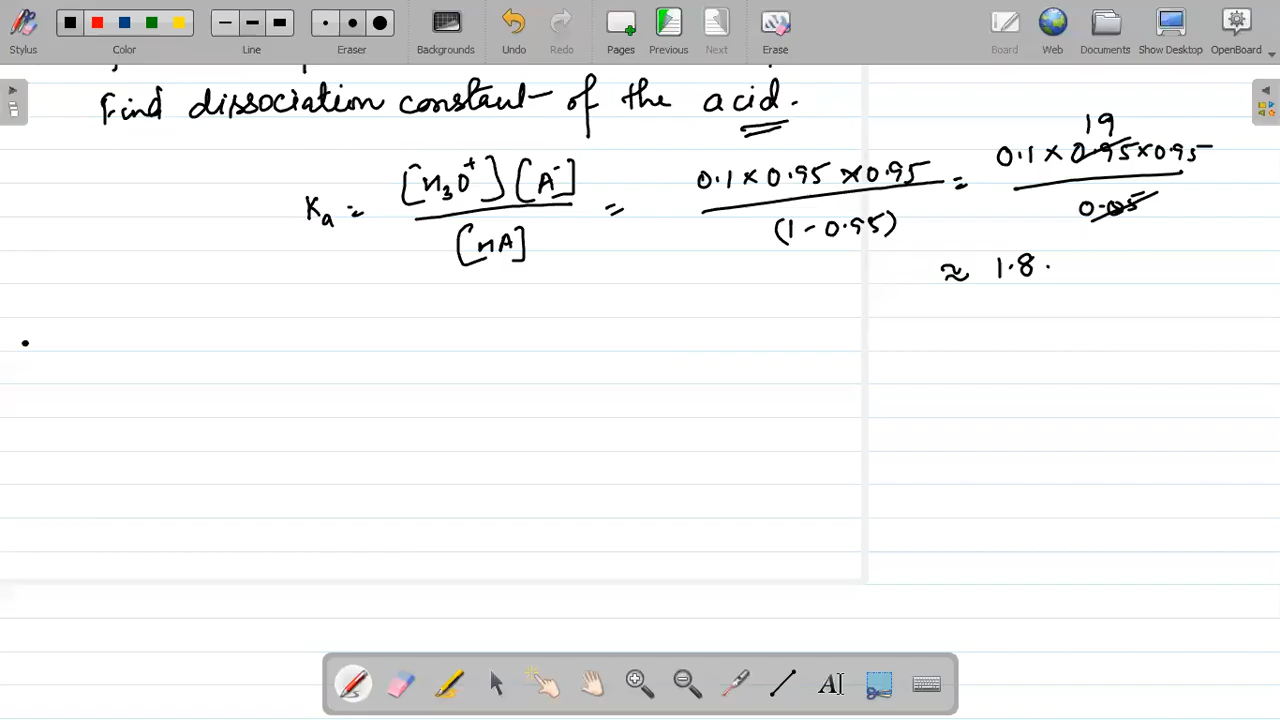 Stylus Color Line Eraser Backgrounds Undo Redo Pages Previous Next Erase Board Web Documents Show Desktop OpenBoard
Find dissociation constant of the acid.
Ka = [H3O+][A-] / [HA] = 0.1 × 0.95 × 0.95 / (1 - 0.95) = 0.1 × 0.95 × 0.95 / 0.05
19
≈ 1.8.
AI